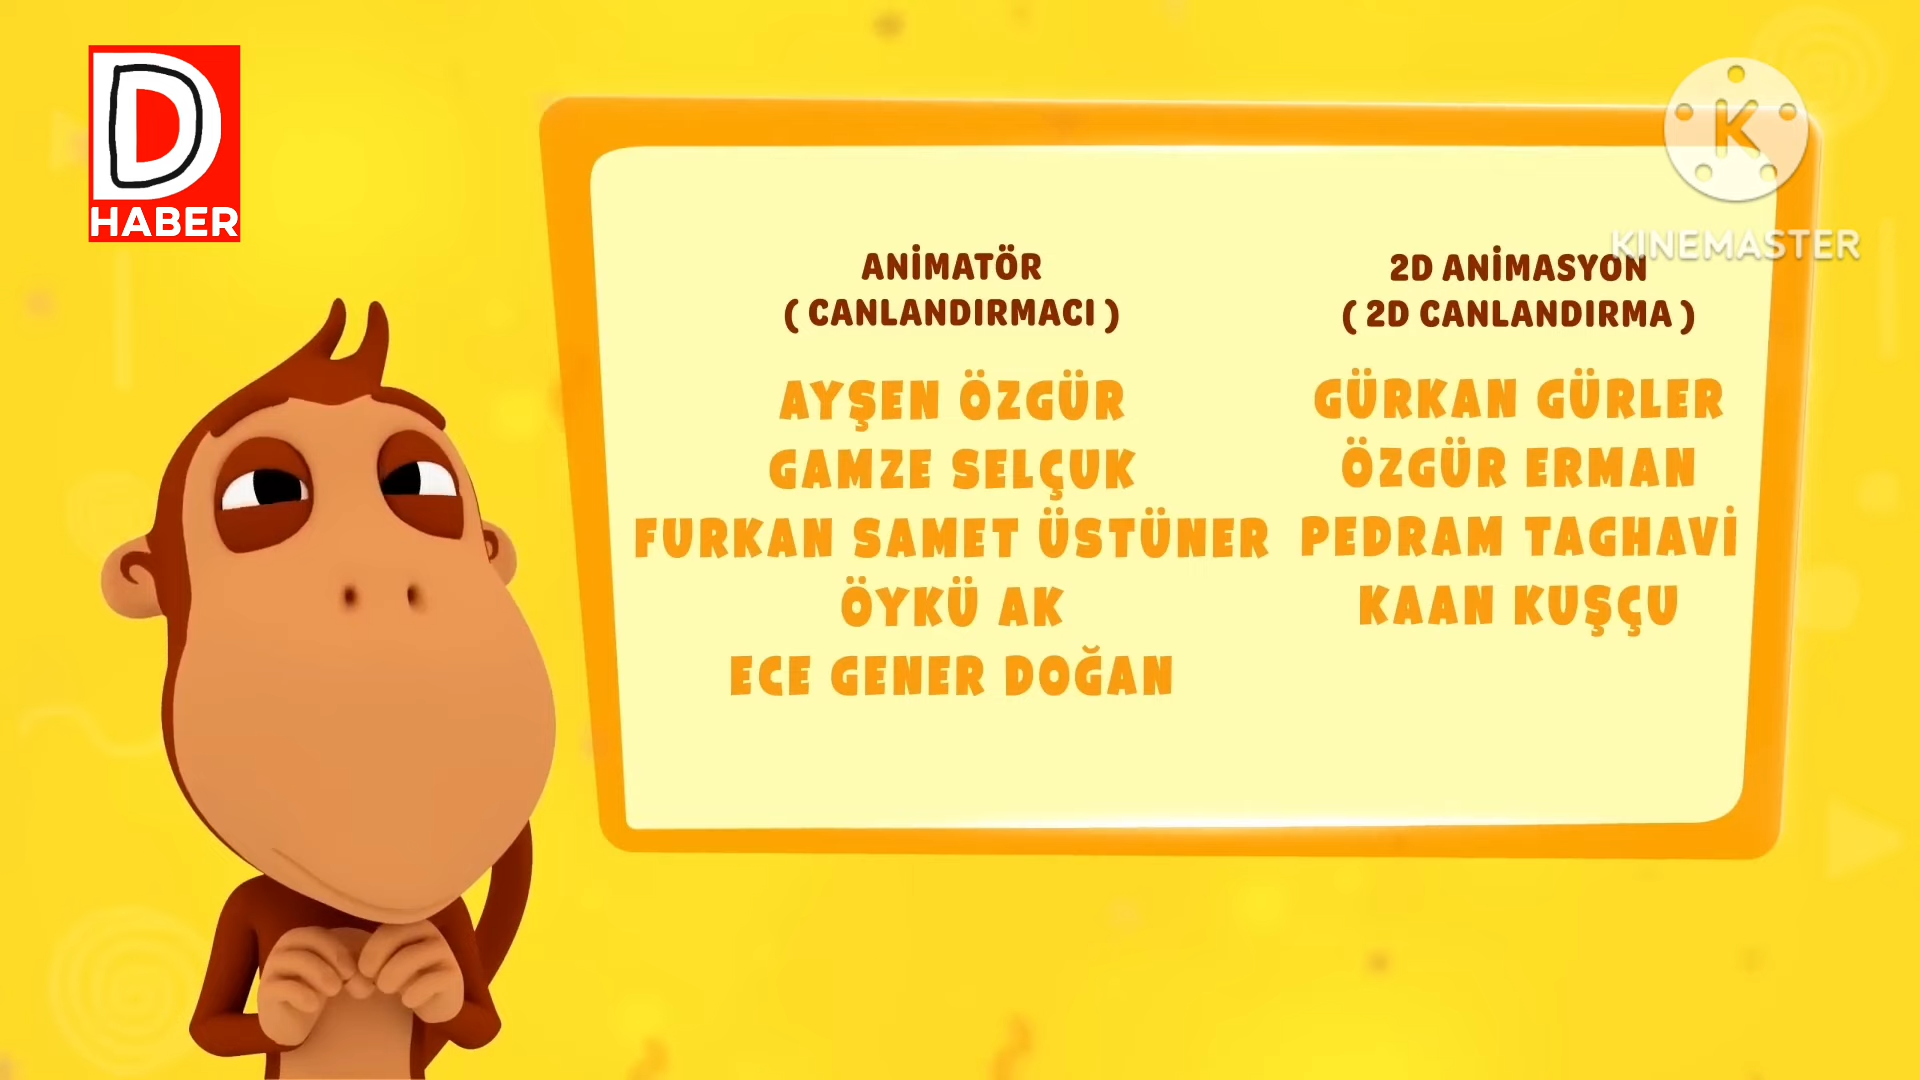 D
HABER
K
KINEMASTER
ANİMATÖR
( CANLANDIRMACI )
AYŞEN ÖZGÜR
GAMZE SELÇUK
FURKAN SAMET ÜSTÜNER
ÖYKÜ AK
ECE GENER DOĞAN
2D ANİMASYON
( 2D CANLANDIRMA )
GÜRKAN GÜRLER
ÖZGÜR ERMAN
PEDRAM TAGHAVİ
KAAN KUŞÇU